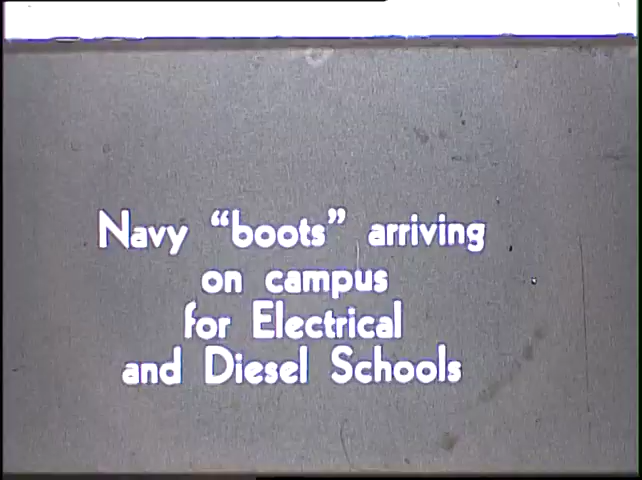 Navy “boots” arriving
on campus
for Electrical
and Diesel Schools